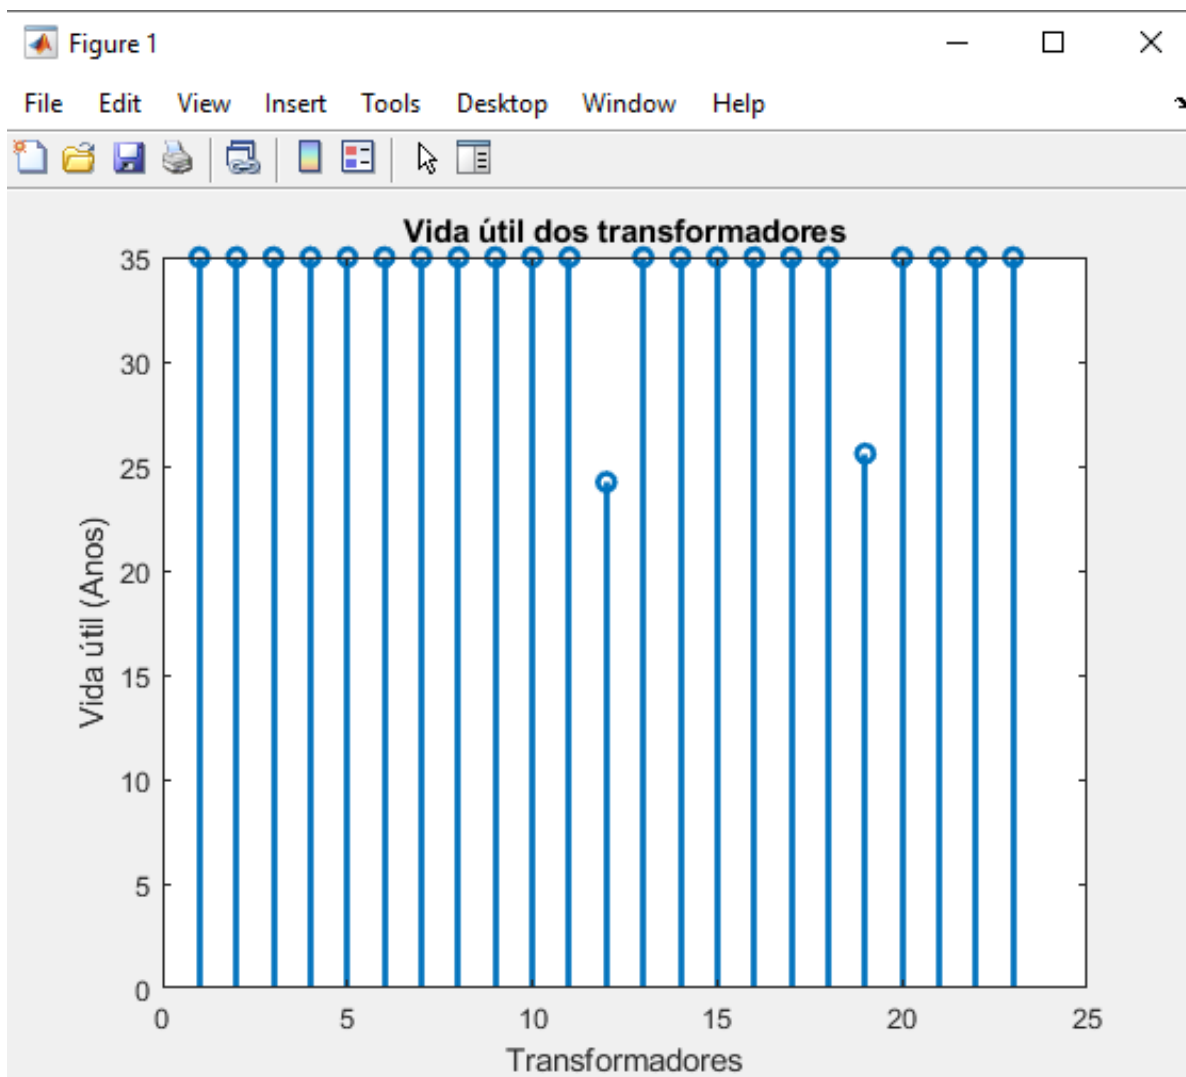 Figure 1
File Edit View Insert Tools Desktop Window Help
Vida útil dos transformadores
35
30
25
20
15
10
5
0
Vida útil (Anos)
0 5 10 15 20 25
Transformadores